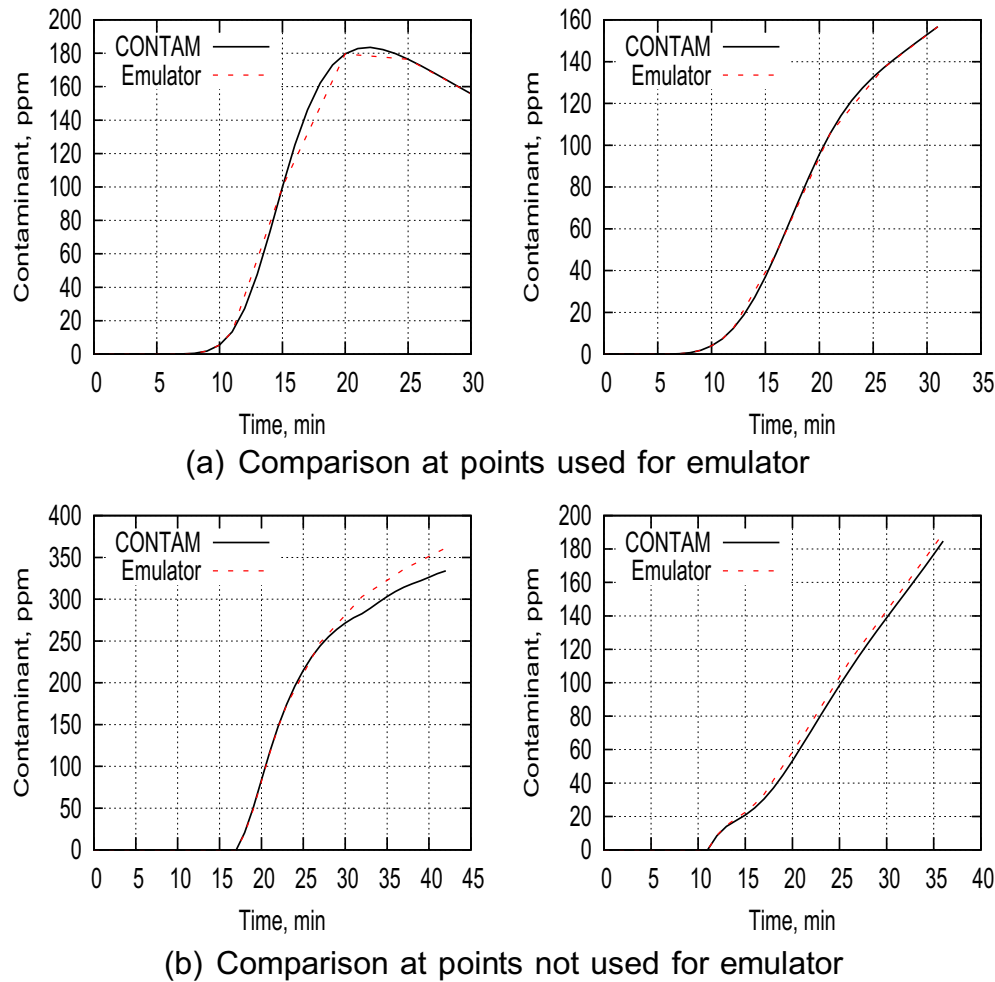 200
180
160
140
120
100
80
60
40
20
0
Contaminant, ppm
CONTAM
Emulator
0 5 10 15 20 25 30
Time, min
160
140
120
100
80
60
40
20
0
Contaminant, ppm
CONTAM
Emulator
0 5 10 15 20 25 30 35
Time, min
(a) Comparison at points used for emulator
400
350
300
250
200
150
100
50
0
Contaminant, ppm
CONTAM
Emulator
0 5 10 15 20 25 30 35 40 45
Time, min
200
180
160
140
120
100
80
60
40
20
0
Contaminant, ppm
CONTAM
Emulator
0 5 10 15 20 25 30 35 40
Time, min
(b) Comparison at points not used for emulator